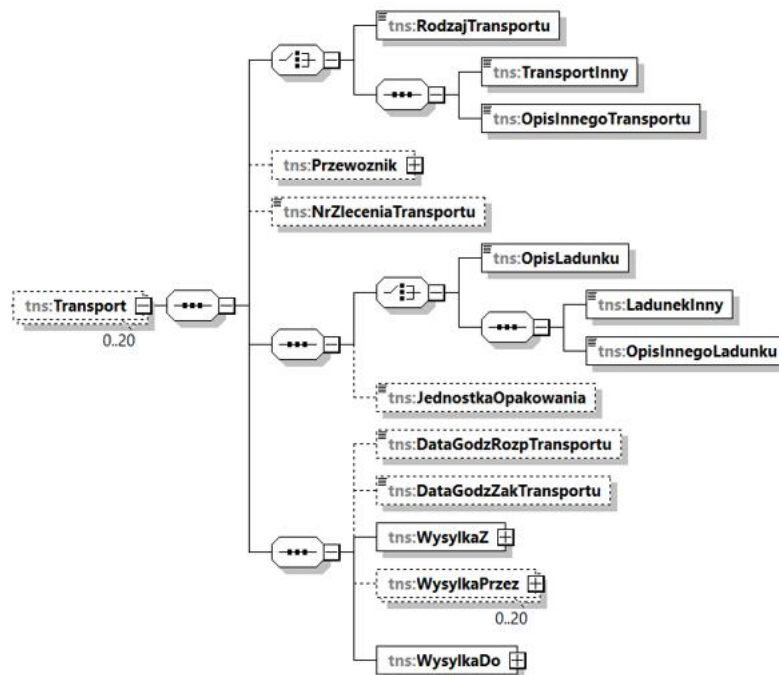 tns:RodzajTransportu
tns:TransportInny
tns:OpisInnegoTransportu
tns:Przewoznik
tns:NrZleceniaTransportu
tns:OpisLadunku
tns:Transport
0..20
tns:LadunekInny
tns:OpisInnegoLadunku
tns:JednostkaOpakowania
tns:DataGodzRozpTransportu
tns:DataGodzZakTransportu
tns:WysylkaZ
tns:WysylkaPrzez
0..20
tns:WysylkaDo